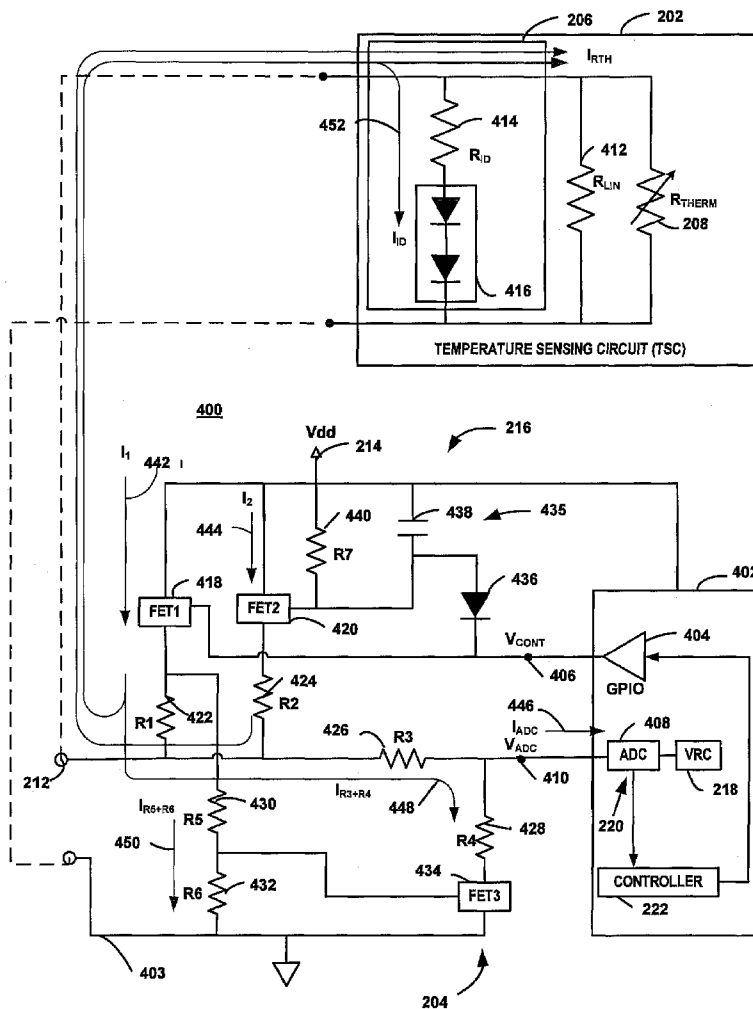 206
202
I_RTH
452
414
R_ID
412
R_LIN
R_THERM
208
I_ID
416
TEMPERATURE SENSING CIRCUIT (TSC)
400
Vdd
214
216
I_1
442
I_2
444
440
R7
438
435
436
402
418
FET1
FET2
420
V_CONT
404
406
GPIO
424
422
R1
R2
446
I_ADC
408
426
R3
V_ADC
ADC
VRC
212
410
218
I_R3+R4
448
220
I_R5+R6
430
R5
428
R4
450
434
R6
432
FET3
CONTROLLER
222
403
204